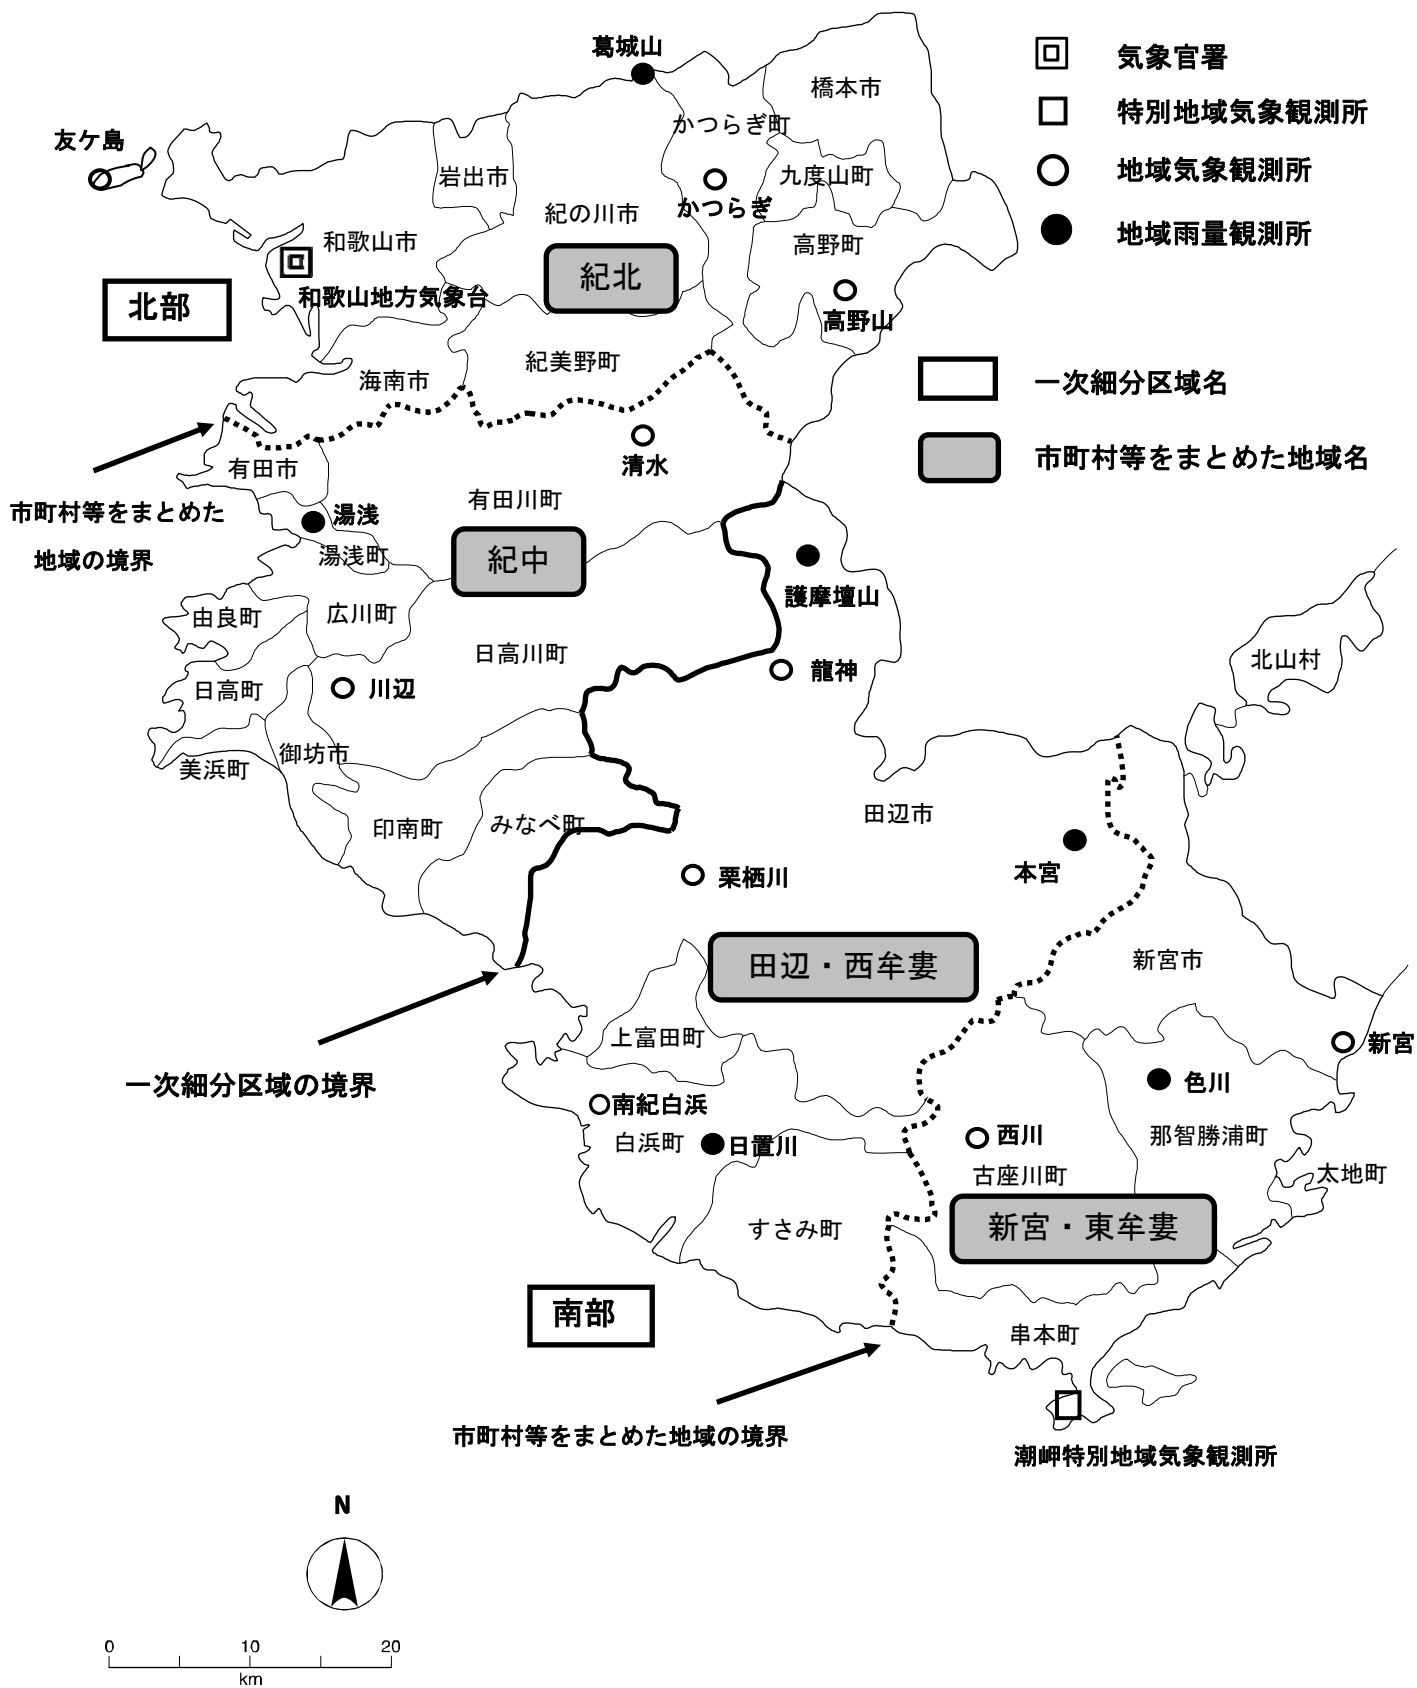 葛城山
気象官署
橋本市
特別地域気象観測所
かつらぎ町
友ケ島
地域気象観測所
岩出市
九度山町
かつらぎ
紀の川市
地域雨量観測所
和歌山市
高野町
紀北
和歌山地方気象台
北部
高野山
紀美野町
海南市
一次細分区域名
清水
市町村等をまとめた地域名
有田市
有田川町
市町村等をまとめた
地域の境界
湯浅
湯浅町
紀中
護摩壇山
由良町
広川町
日高川町
北山村
龍神
日高町
川辺
御坊市
美浜町
田辺市
印南町
みなべ町
本宮
栗栖川
田辺・西牟婁
新宮市
上富田町
新宮
一次細分区域の境界
色川
南紀白浜
白浜町
日置川
西川
那智勝浦町
古座川町
太地町
すさみ町
新宮・東牟婁
南部
串本町
市町村等をまとめた地域の境界
潮岬特別地域気象観測所
N
0 10 20
km